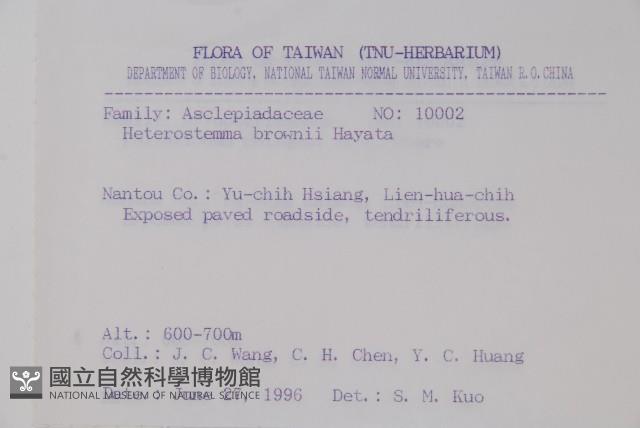 FLORA OF TAIWAN (TNU-HERBARIUM)
DEPARTMENT OF BIOLOGY, NATIONAL TAIWAN NORMAL UNIVERSITY, TAIWAN R.O.CHINA
Family: Asclepiadaceae NO: 10002
Heterostemma brownii Hayata
Nantou Co.: Yu-chih Hsiang, Lien-hua-chih
Exposed paved roadside, tendriliferous.
Alt.: 600-700m
Coll.: J. C. Wang, C. H. Chen, Y. C. Huang
國立自然科學博物館
NATIONAL MUSEUM OF NATURAL SCIENCE
1996 Det.: S. M. Kuo